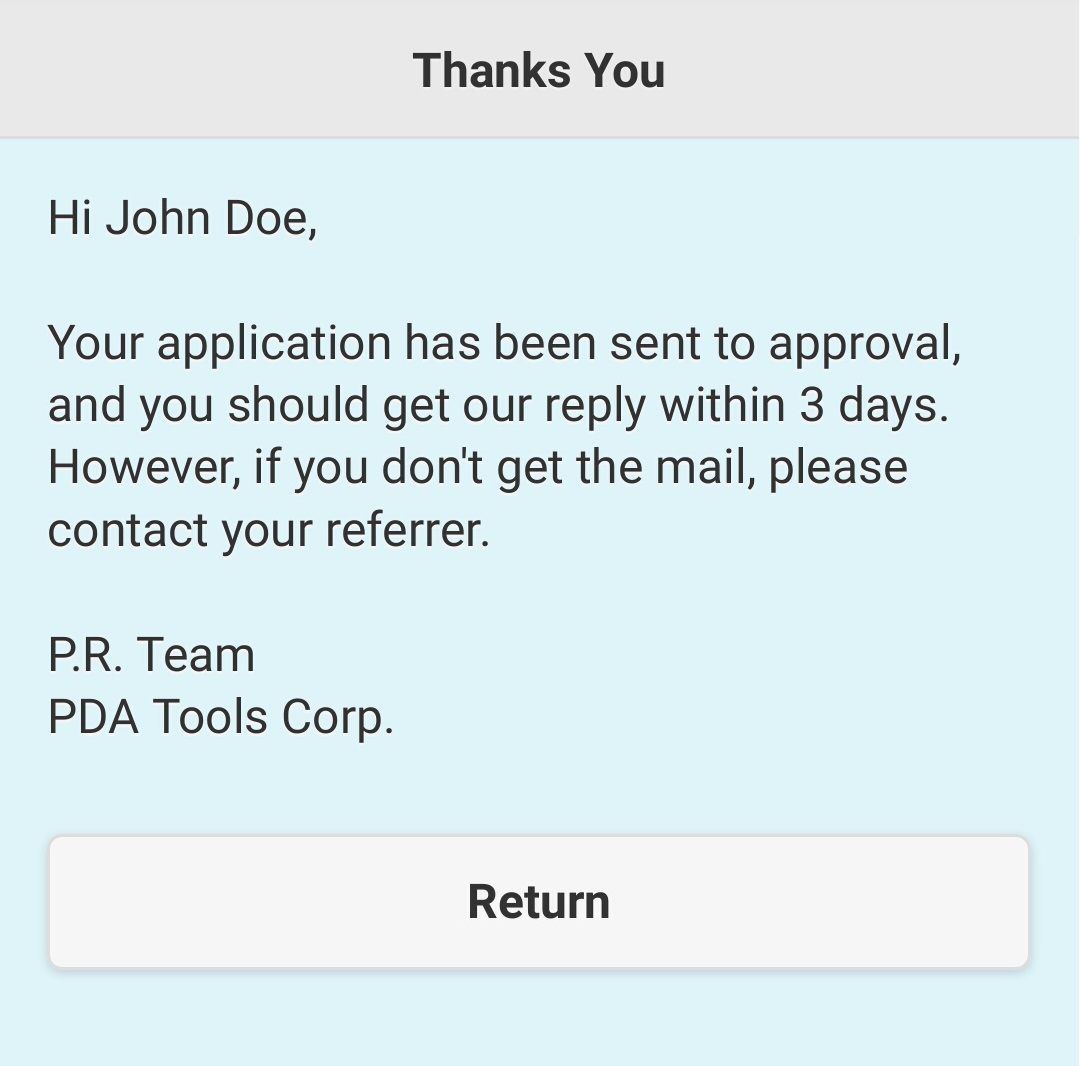 Thanks You
Hi John Doe,
Your application has been sent to approval,
and you should get our reply within 3 days.
However, if you don't get the mail, please
contact your referrer.
P.R. Team
PDA Tools Corp.
Return